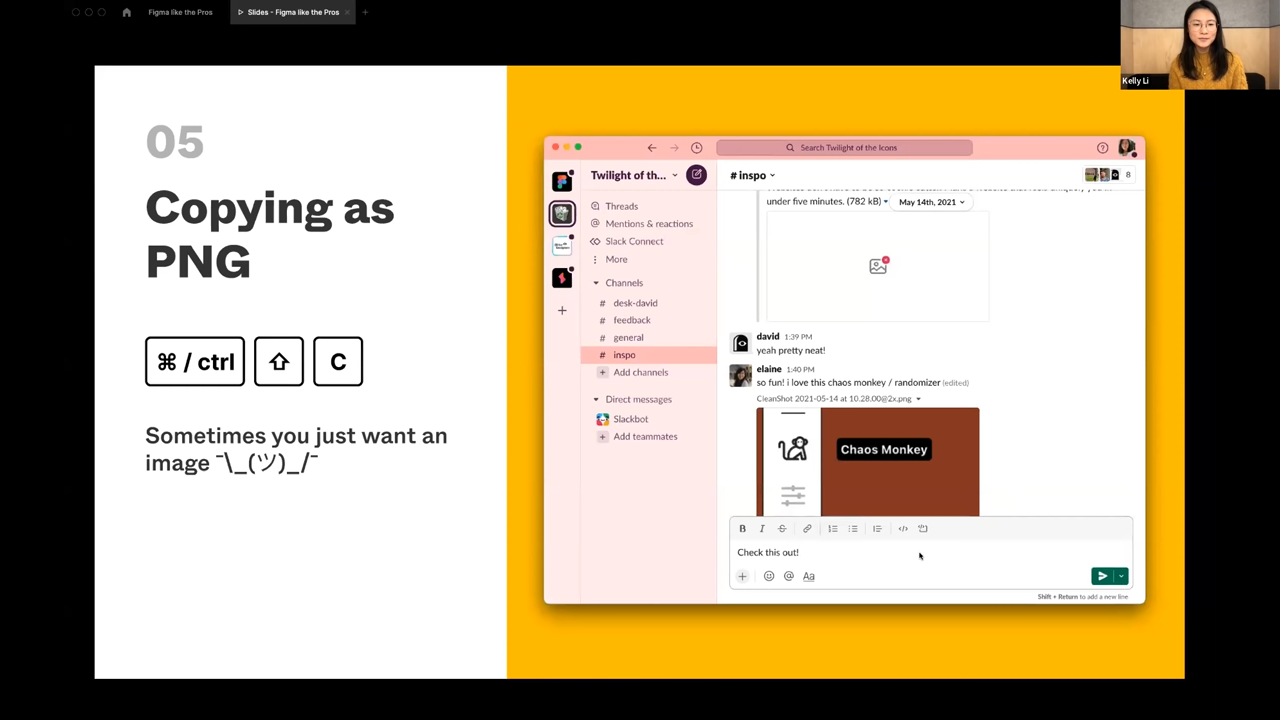 Figma like the Pros
Slides - Figma like the Pros
Kelly Li
05
Copying as
PNG
⌘ / ctrl
⇧
C
Sometimes you just want an
image ¯\_(ツ)_/¯
Search Twilight of the Icons
Twilight of th...
Threads
Mentions & reactions
Slack Connect
More
Channels
# desk-david
# feedback
# general
# inspo
+ Add channels
Direct messages
Slackbot
+ Add teammates
# inspo
8
under five minutes. (782 kB)
May 14th, 2021
david 1:39 PM
yeah pretty neat!
elaine 1:40 PM
so fun! i love this chaos monkey / randomizer (edited)
CleanShot 2021-05-14 at 10.28.00@2x.png
Chaos Monkey
B I S
Check this out!
@ Aa
Shift + Return to add a new line